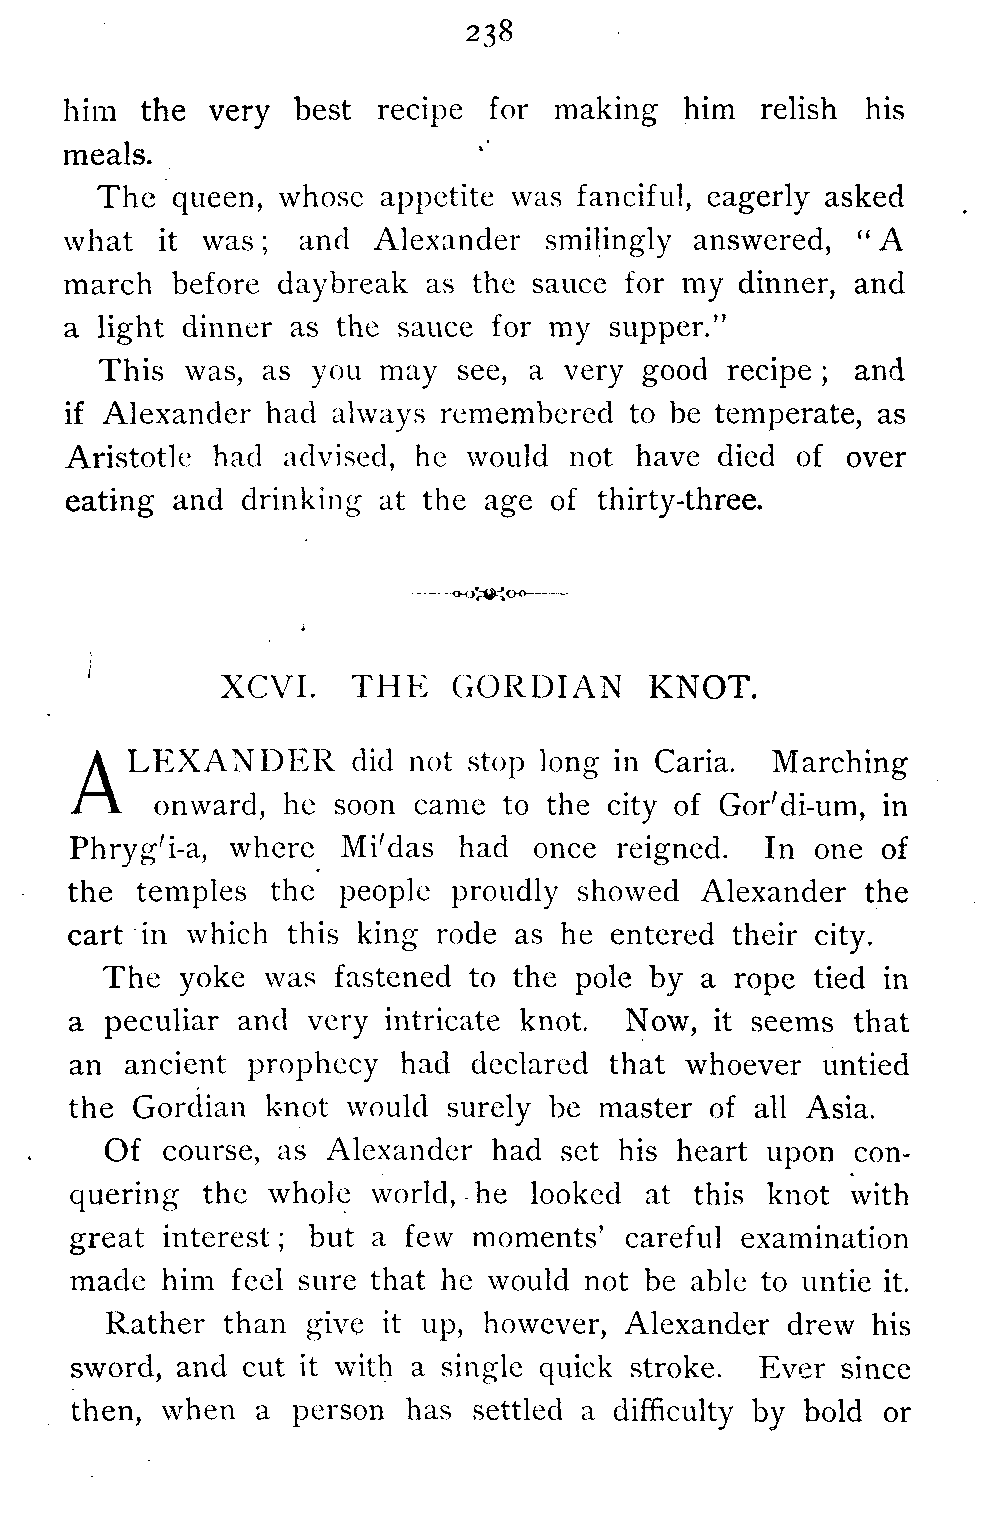 238
him the very best recipe for making him relish his
meals.
The queen, whose appetite was fanciful, eagerly asked
what it was; and Alexander smilingly answered, "A
march before daybreak as the sauce for my dinner, and
a light dinner as the sauce for my supper."
This was, as you may see, a very good recipe; and
if Alexander had always remembered to be temperate, as
Aristotle had advised, he would not have died of over
eating and drinking at the age of thirty-three.
XCVI. THE GORDIAN KNOT.
ALEXANDER did not stop long in Caria. Marching
onward, he soon came to the city of Gor'di-um, in
Phryg'i-a, where Mi'das had once reigned. In one of
the temples the people proudly showed Alexander the
cart in which this king rode as he entered their city.
The yoke was fastened to the pole by a rope tied in
a peculiar and very intricate knot. Now, it seems that
an ancient prophecy had declared that whoever untied
the Gordian knot would surely be master of all Asia.
Of course, as Alexander had set his heart upon con-
quering the whole world, he looked at this knot with
great interest; but a few moments' careful examination
made him feel sure that he would not be able to untie it.
Rather than give it up, however, Alexander drew his
sword, and cut it with a single quick stroke. Ever since
then, when a person has settled a difficulty by bold or